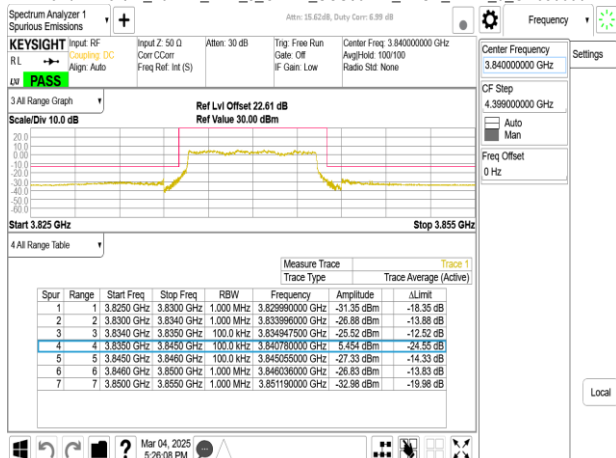 Spectrum Analyzer 1
Spurious Emissions
Attn: 15.62dB, Duty Corr: 6.99 dB
Frequency
KEYSIGHT Input: RF Input Z: 50 Ω Atten: 30 dB Trig: Free Run Center Freq: 3.840000000 GHz
RL Coupling: DC Corr CCorr Gate: Off Avg|Hold: 100/100
Align: Auto Freq Ref: Int (S) IF Gain: Low Radio Std: None
LXI PASS
Center Frequency
3.840000000 GHz
Settings
CF Step
4.399000000 GHz
Auto
Man
Freq Offset
0 Hz
3 All Range Graph
Ref Lvl Offset 22.61 dB
Scale/Div 10.0 dB Ref Value 30.00 dBm
20.0
10.0
0.00
-10.0
-20.0
-30.0
-40.0
-50.0
-60.0
Start 3.825 GHz Stop 3.855 GHz
4 All Range Table
Measure Trace Trace 1
Trace Type Trace Average (Active)
Spur Range Start Freq Stop Freq RBW Frequency Amplitude ΔLimit
1 1 3.8250 GHz 3.8300 GHz 1.000 MHz 3.829990000 GHz -31.35 dBm -18.35 dB
2 2 3.8300 GHz 3.8340 GHz 1.000 MHz 3.833996000 GHz -26.88 dBm -13.88 dB
3 3 3.8340 GHz 3.8350 GHz 100.0 kHz 3.834947500 GHz -25.52 dBm -12.52 dB
4 4 3.8350 GHz 3.8450 GHz 100.0 kHz 3.840780000 GHz 5.454 dBm -24.55 dB
5 5 3.8450 GHz 3.8460 GHz 100.0 kHz 3.845055000 GHz -27.33 dBm -14.33 dB
6 6 3.8460 GHz 3.8500 GHz 1.000 MHz 3.846036000 GHz -26.83 dBm -13.83 dB
7 7 3.8500 GHz 3.8550 GHz 1.000 MHz 3.851190000 GHz -32.98 dBm -19.98 dB
Local
Mar 04, 2025
5:26:08 PM